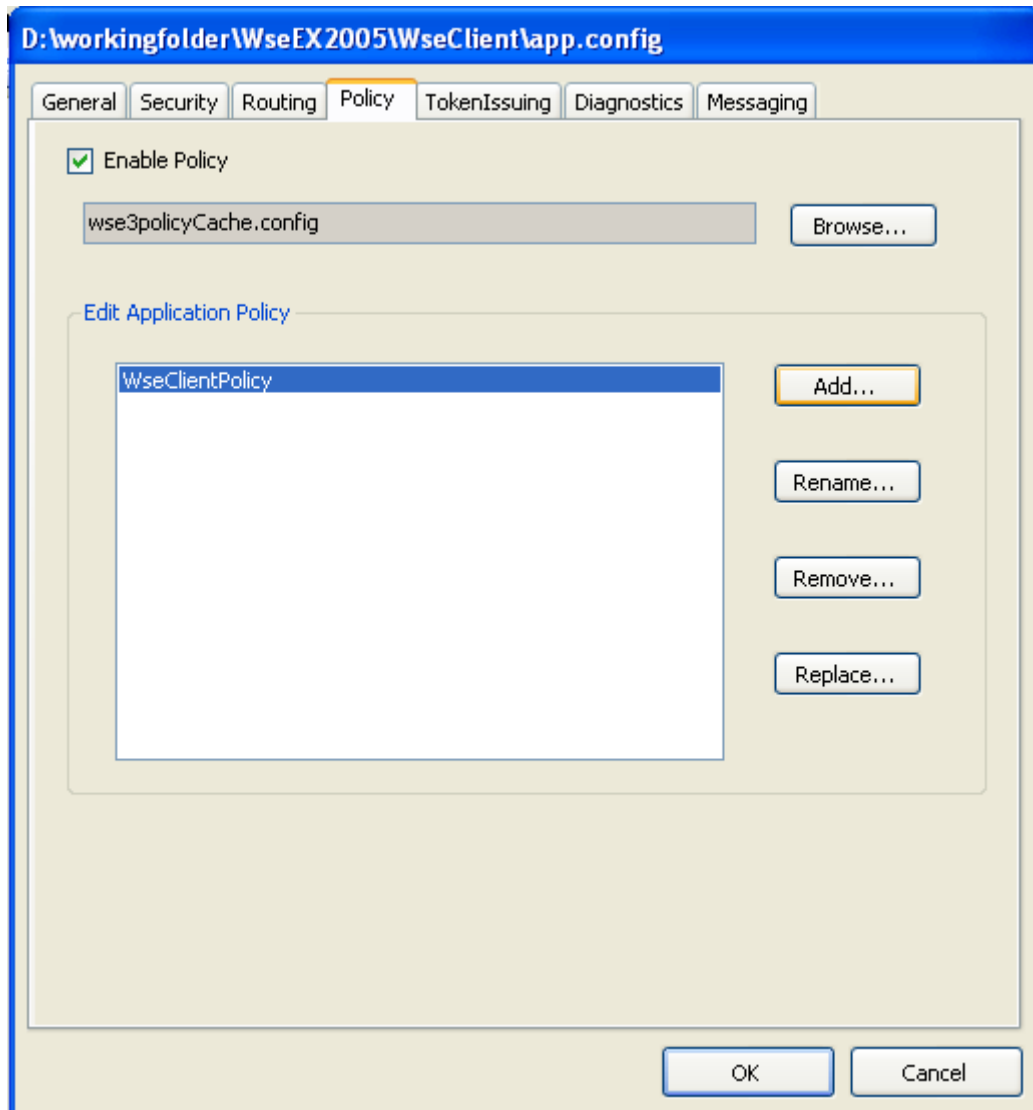 D:\workingfolder\WseEX2005\WseClient\app.config
General Security Routing Policy TokenIssuing Diagnostics Messaging
Enable Policy
wse3policyCache.config Browse...
Edit Application Policy
WseClientPolicy Add...
Rename...
Remove...
Replace...
OK Cancel